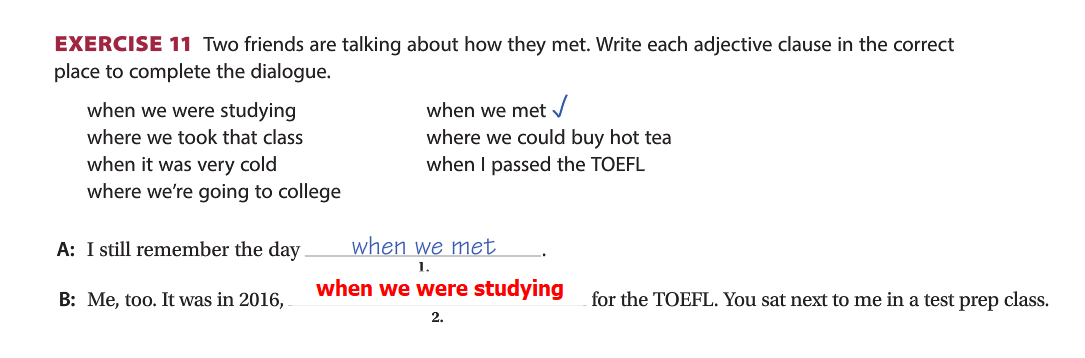 EXERCISE 11 Two friends are talking about how they met. Write each adjective clause in the correct
place to complete the dialogue.
when we were studying
where we took that class
when it was very cold
where we're going to college
when we met ✓
where we could buy hot tea
when I passed the TOEFL
A: I still remember the day when we met.
1.
B: Me, too. It was in 2016, when we were studying for the TOEFL. You sat next to me in a test prep class.
2.